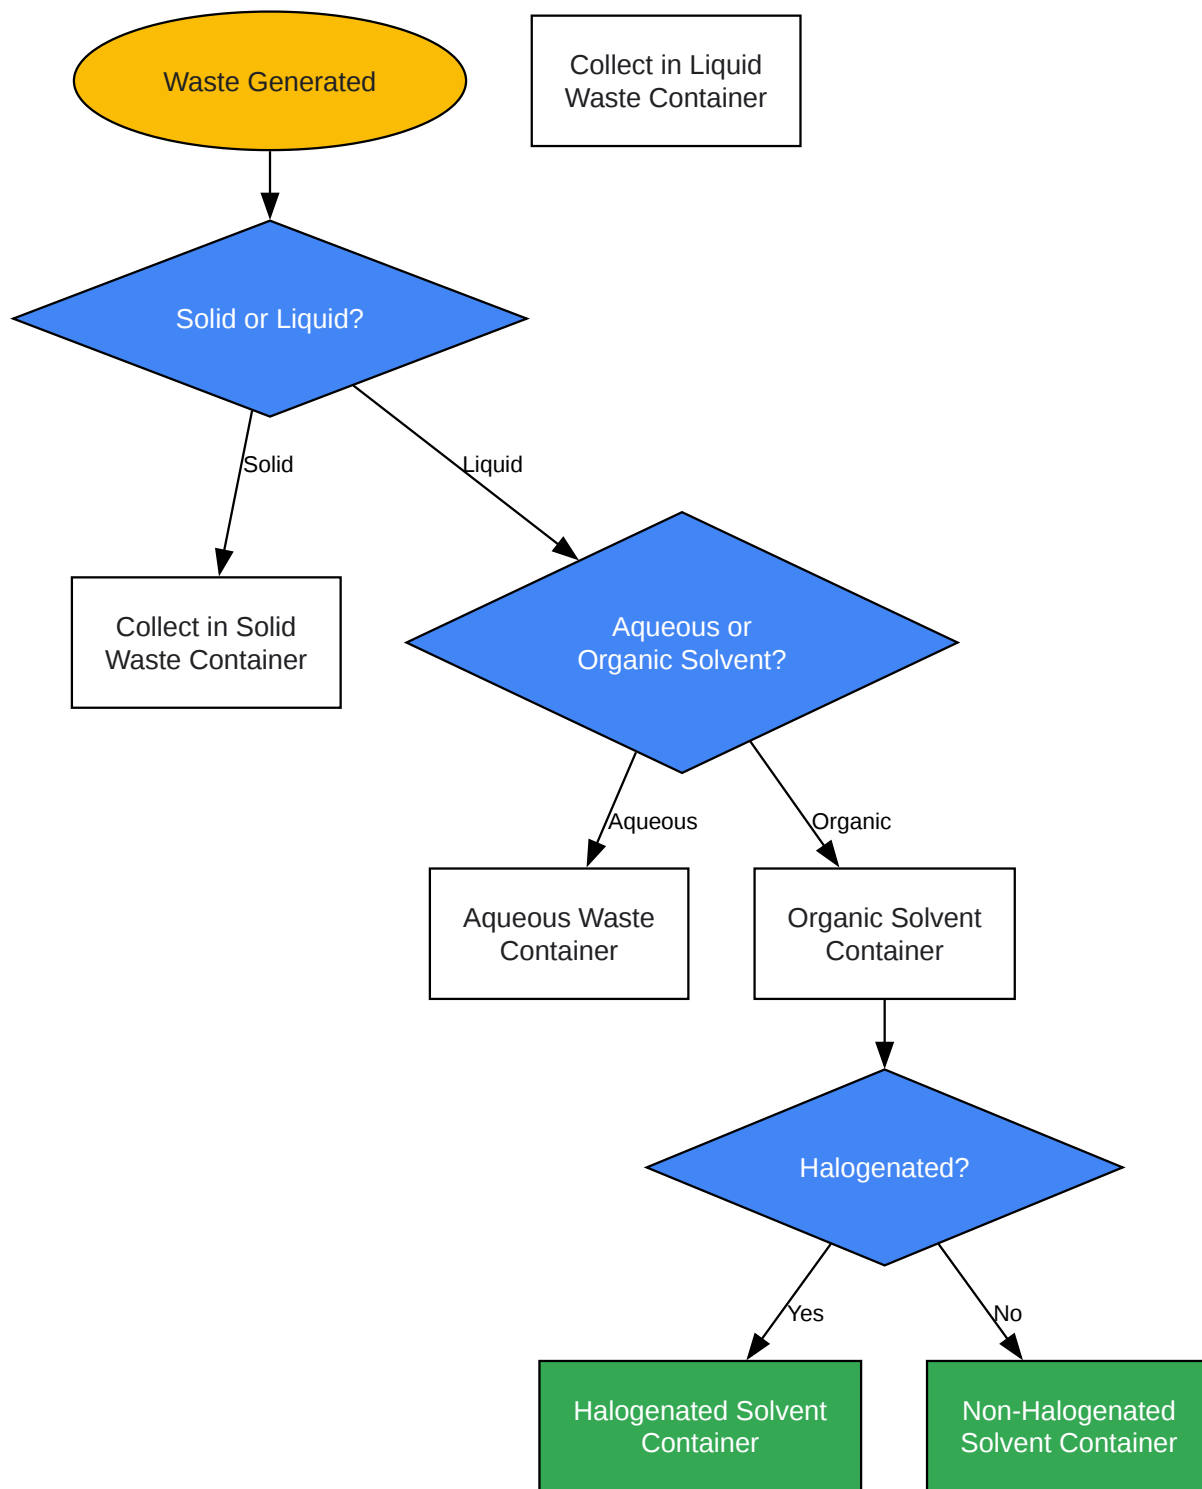 Waste Generated
Collect in Liquid
Waste Container
Solid or Liquid?
Solid
Liquid
Collect in Solid
Waste Container
Aqueous or
Organic Solvent?
Aqueous
Organic
Aqueous Waste
Container
Organic Solvent
Container
Halogenated?
Yes
No
Halogenated Solvent
Container
Non-Halogenated
Solvent Container